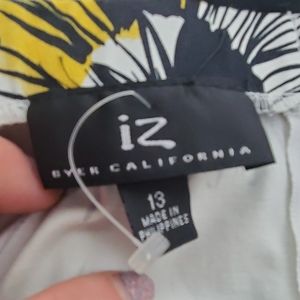 iz
BYER CALIFORNIA
13
MADE IN
PHILIPPINES